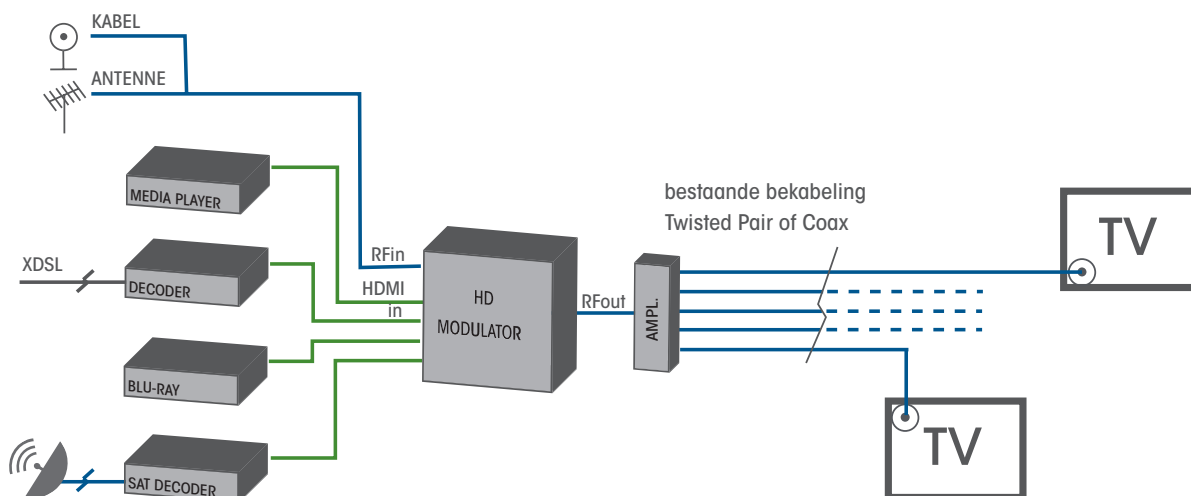 KABEL
ANTENNE
MEDIA PLAYER
XDSL
DECODER
BLU-RAY
SAT DECODER
RFin
HDMI
in
HD
MODULATOR
RFout
AMPL.
bestaande bekabeling
Twisted Pair of Coax
TV
TV